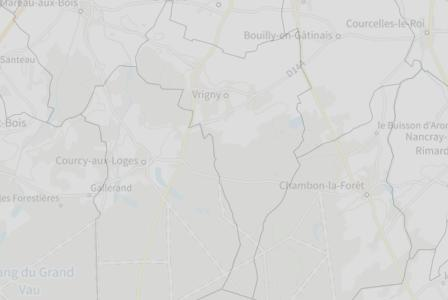 Mareau-aux-Bois
Courcelles-le-Roi
Bouilly-en-Gâtinais
Santeau
D114
Vrigny
-Bois
le Buisson d'Aron
Nancray-
Rimard
Courcy-aux-Loges
Gallerand
Chambon-la-Forêt
les Forestières
ang du Grand
Vau